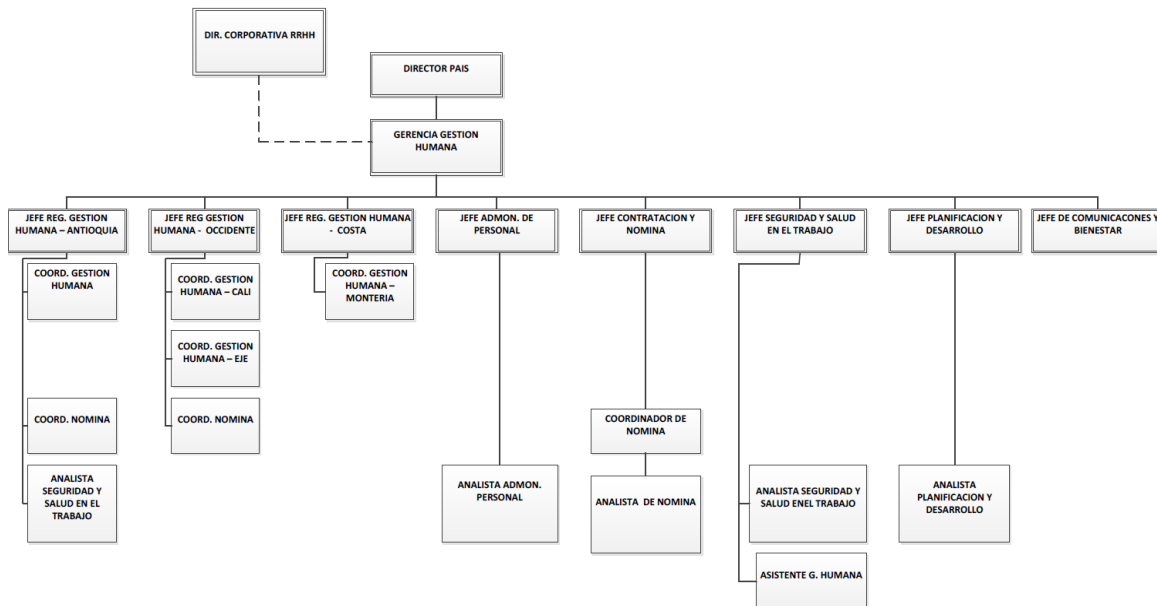 DIR. CORPORATIVA RRHH
DIRECTOR PAIS
GERENCIA GESTION
HUMANA
JEFE REG. GESTION
HUMANA – ANTIOQUIA
JEFE REG GESTION
HUMANA - OCCIDENTE
JEFE REG. GESTION HUMANA
- COSTA
JEFE ADMON. DE
PERSONAL
JEFE CONTRATACION Y
NOMINA
JEFE SEGURIDAD Y SALUD
EN EL TRABAJO
JEFE PLANIFICACION Y
DESARROLLO
JEFE DE COMUNICACONES Y
BIENESTAR
COORD. GESTION
HUMANA
COORD. GESTION
HUMANA – CALI
COORD. GESTION
HUMANA –
MONTERIA
COORD. GESTION
HUMANA – EJE
COORD. NOMINA
COORD. NOMINA
COORDINADOR DE
NOMINA
ANALISTA
SEGURIDAD Y
SALUD EN EL
TRABAJO
ANALISTA ADMON.
PERSONAL
ANALISTA DE NOMINA
ANALISTA SEGURIDAD Y
SALUD ENEL TRABAJO
ANALISTA
PLANIFICACION Y
DESARROLLO
ASISTENTE G. HUMANA